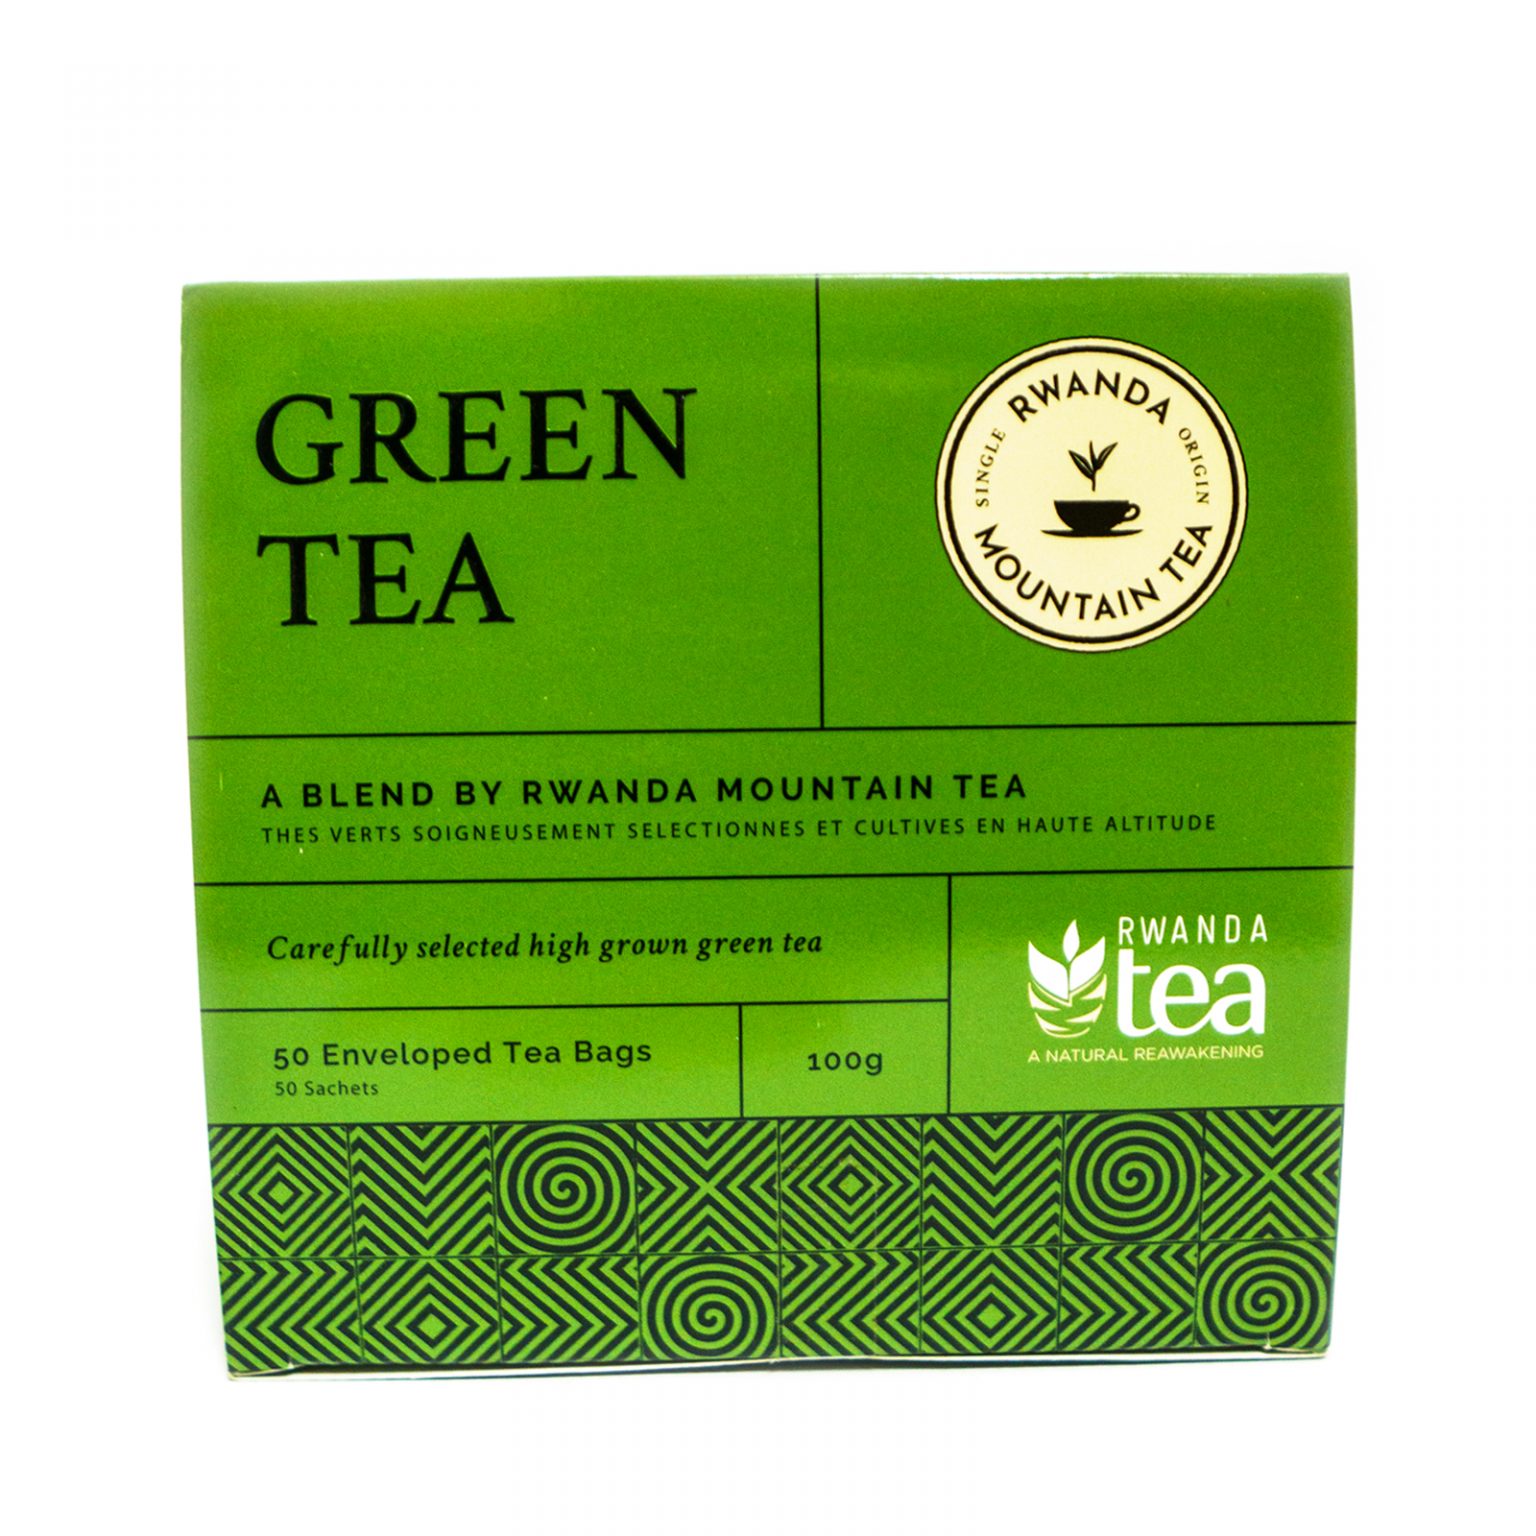 GREEN
TEA
RWANDA
SINGLE ORIGIN
MOUNTAIN TEA
A BLEND BY RWANDA MOUNTAIN TEA
THES VERTS SOIGNEUSEMENT SELECTIONNES ET CULTIVES EN HAUTE ALTITUDE
Carefully selected high grown green tea
50 Enveloped Tea Bags
50 Sachets
100g
RWANDA
tea
A NATURAL REAWAKENING